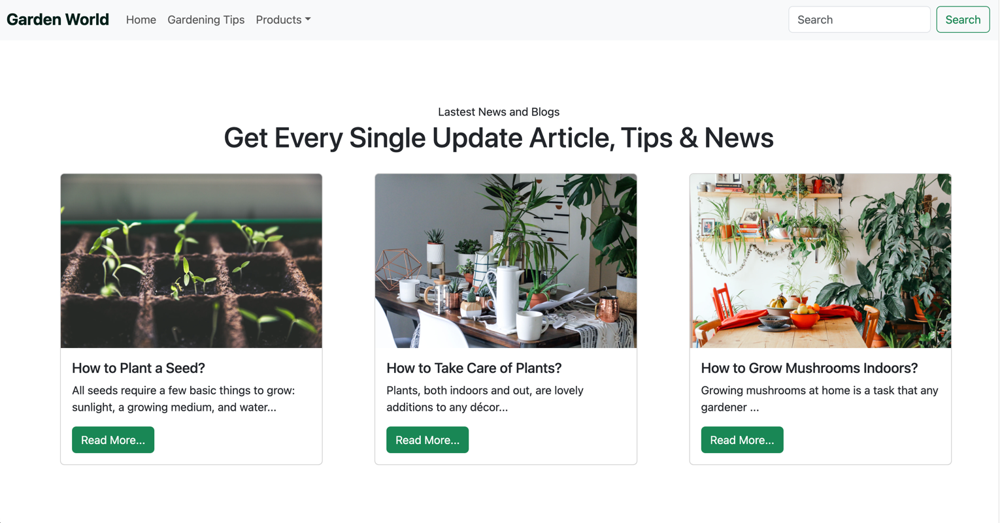 Garden World Home Gardening Tips Products Search Search
Lastest News and Blogs
Get Every Single Update Article, Tips & News
How to Plant a Seed?
All seeds require a few basic things to grow:
sunlight, a growing medium, and water...
Read More...
How to Take Care of Plants?
Plants, both indoors and out, are lovely
additions to any décor...
Read More...
How to Grow Mushrooms Indoors?
Growing mushrooms at home is a task that any
gardener ...
Read More...